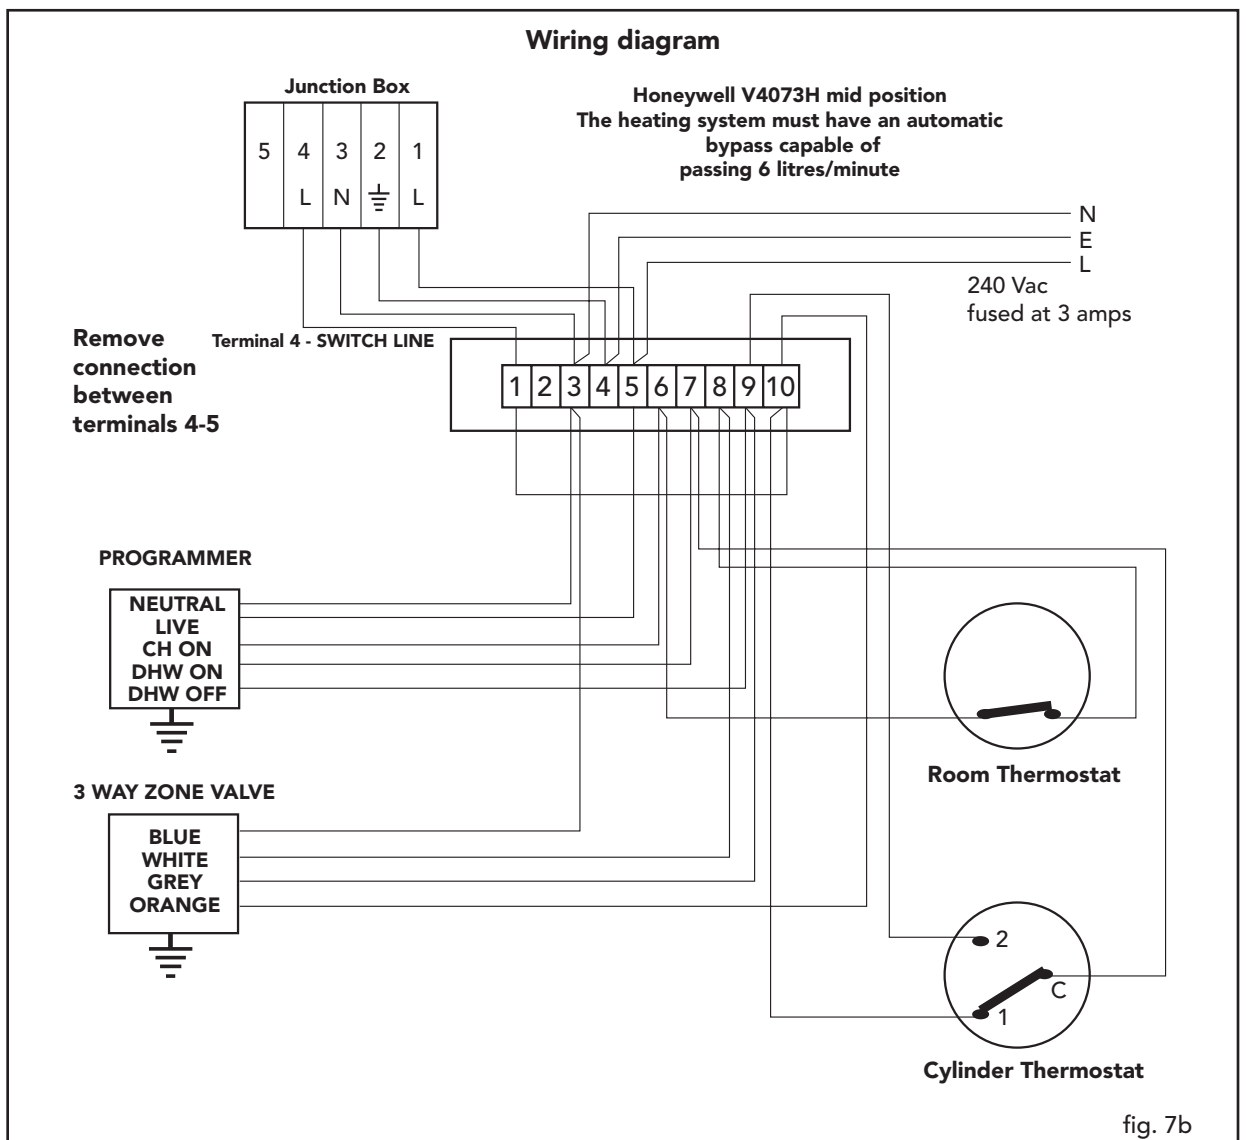 Wiring diagram
Junction Box
5 4 3 2 1
L N L
Honeywell V4073H mid position
The heating system must have an automatic
bypass capable of
passing 6 litres/minute
N
E
L
240 Vac
fused at 3 amps
Remove
connection
between
terminals 4-5
Terminal 4 - SWITCH LINE
1 2 3 4 5 6 7 8 9 10
PROGRAMMER
NEUTRAL
LIVE
CH ON
DHW ON
DHW OFF
Room Thermostat
3 WAY ZONE VALVE
BLUE
WHITE
GREY
ORANGE
2
C
1
Cylinder Thermostat
fig. 7b